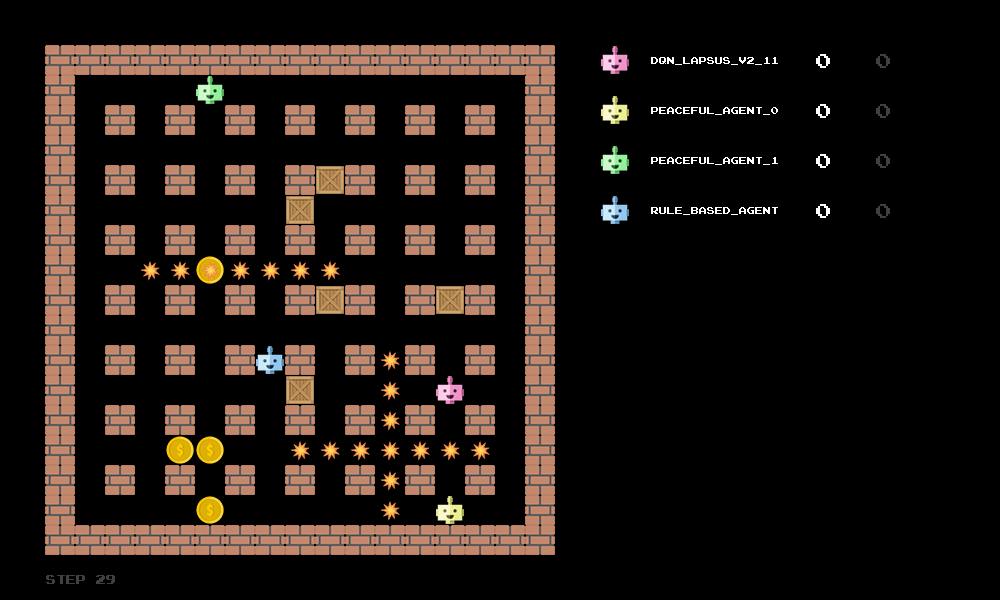 DQN_LAPSUS_V2_11 0 0
PEACEFUL_AGENT_0 0 0
PEACEFUL_AGENT_1 0 0
RULE_BASED_AGENT 0 0
STEP 29